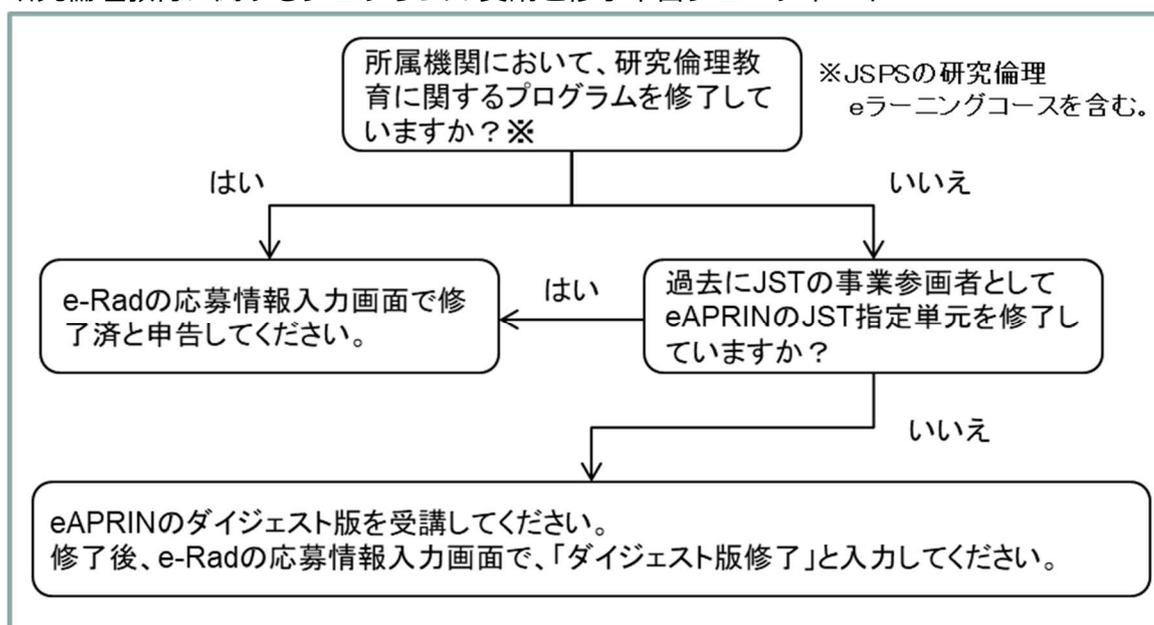 所属機関において、研究倫理教
育に関するプログラムを修了して
いますか？※
※JSPSの研究倫理
eラーニングコースを含む。
はい
いいえ
e-Radの応募情報入力画面で修
了済と申告してください。
はい
過去にJSTの事業参画者として
eAPRINのJST指定単元を修了し
ていますか？
いいえ
eAPRINのダイジェスト版を受講してください。
修了後、e-Radの応募情報入力画面で、「ダイジェスト版修了」と入力してください。